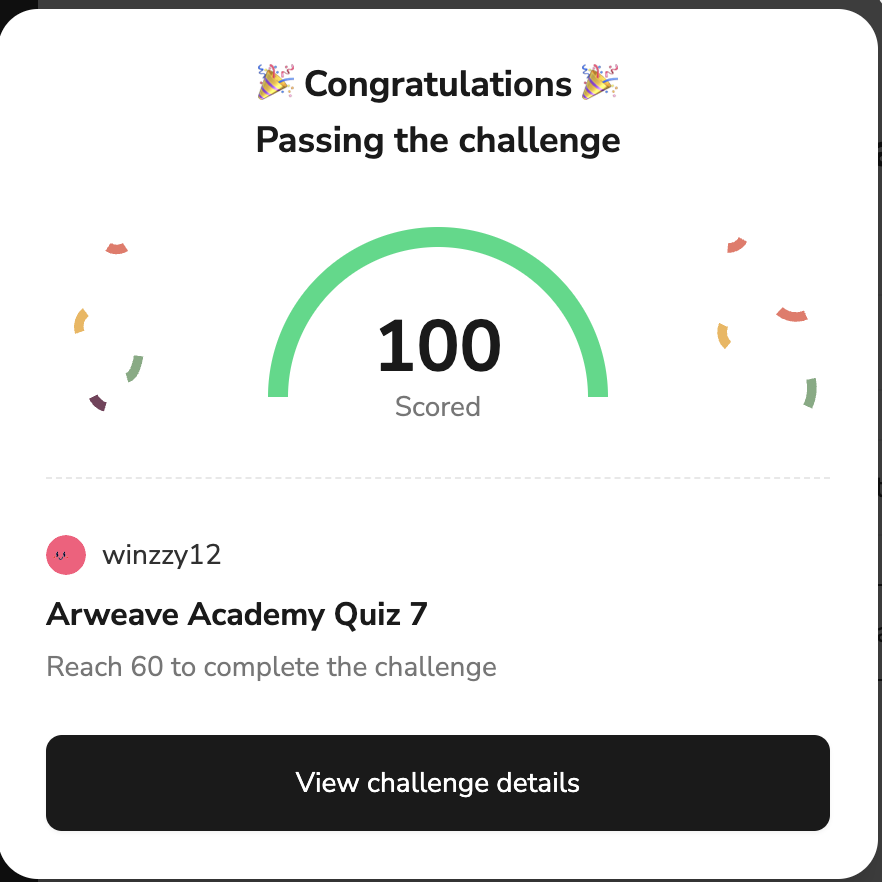 🎉 Congratulations 🎉
Passing the challenge
100
Scored
winzzy12
Arweave Academy Quiz 7
Reach 60 to complete the challenge
View challenge details